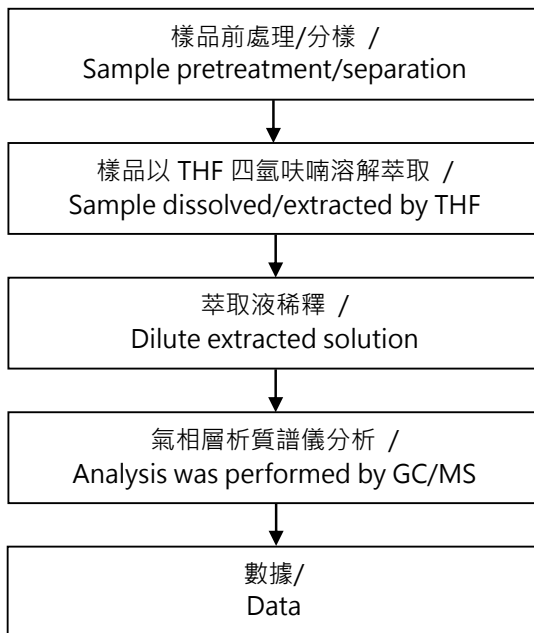 樣品前處理/分樣 /
Sample pretreatment/separation
樣品以 THF 四氫呋喃溶解萃取 /
Sample dissolved/extracted by THF
萃取液稀釋 /
Dilute extracted solution
氣相層析質譜儀分析 /
Analysis was performed by GC/MS
數據/
Data